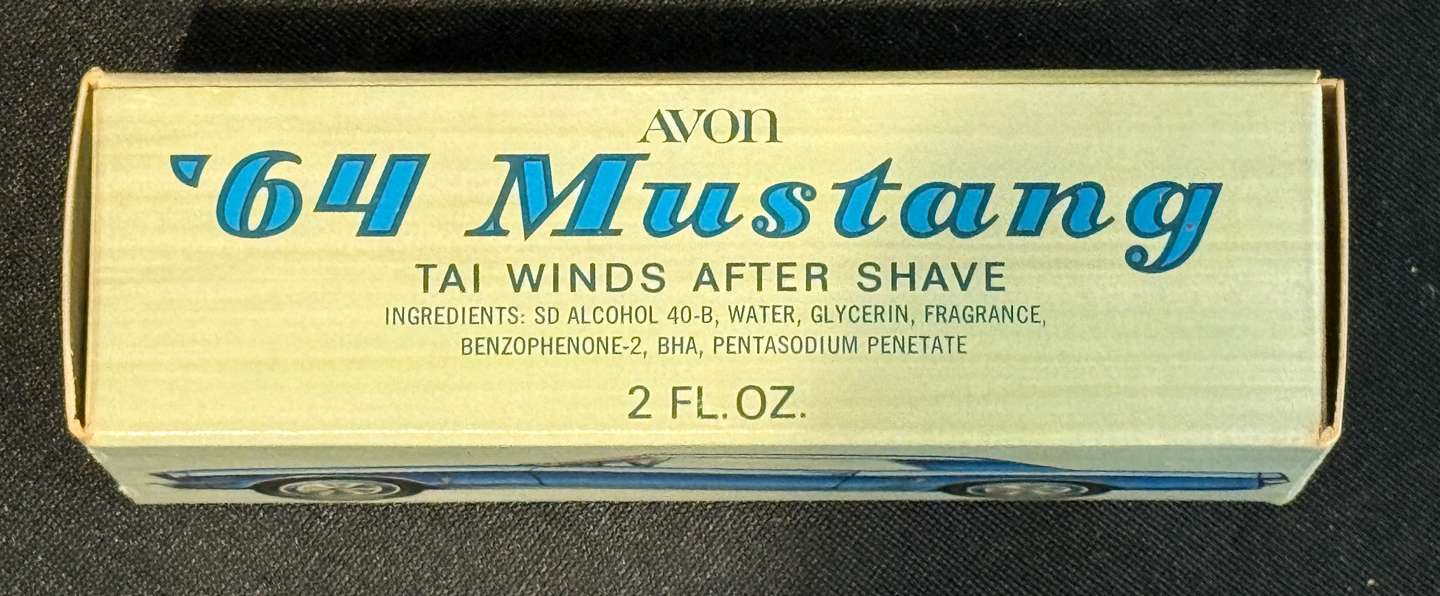 AVON
'64 Mustang
TAI WINDS AFTER SHAVE
INGREDIENTS: SD ALCOHOL 40-B, WATER, GLYCERIN, FRAGRANCE,
BENZOPHENONE-2, BHA, PENTASODIUM PENETATE
2 FL. OZ.